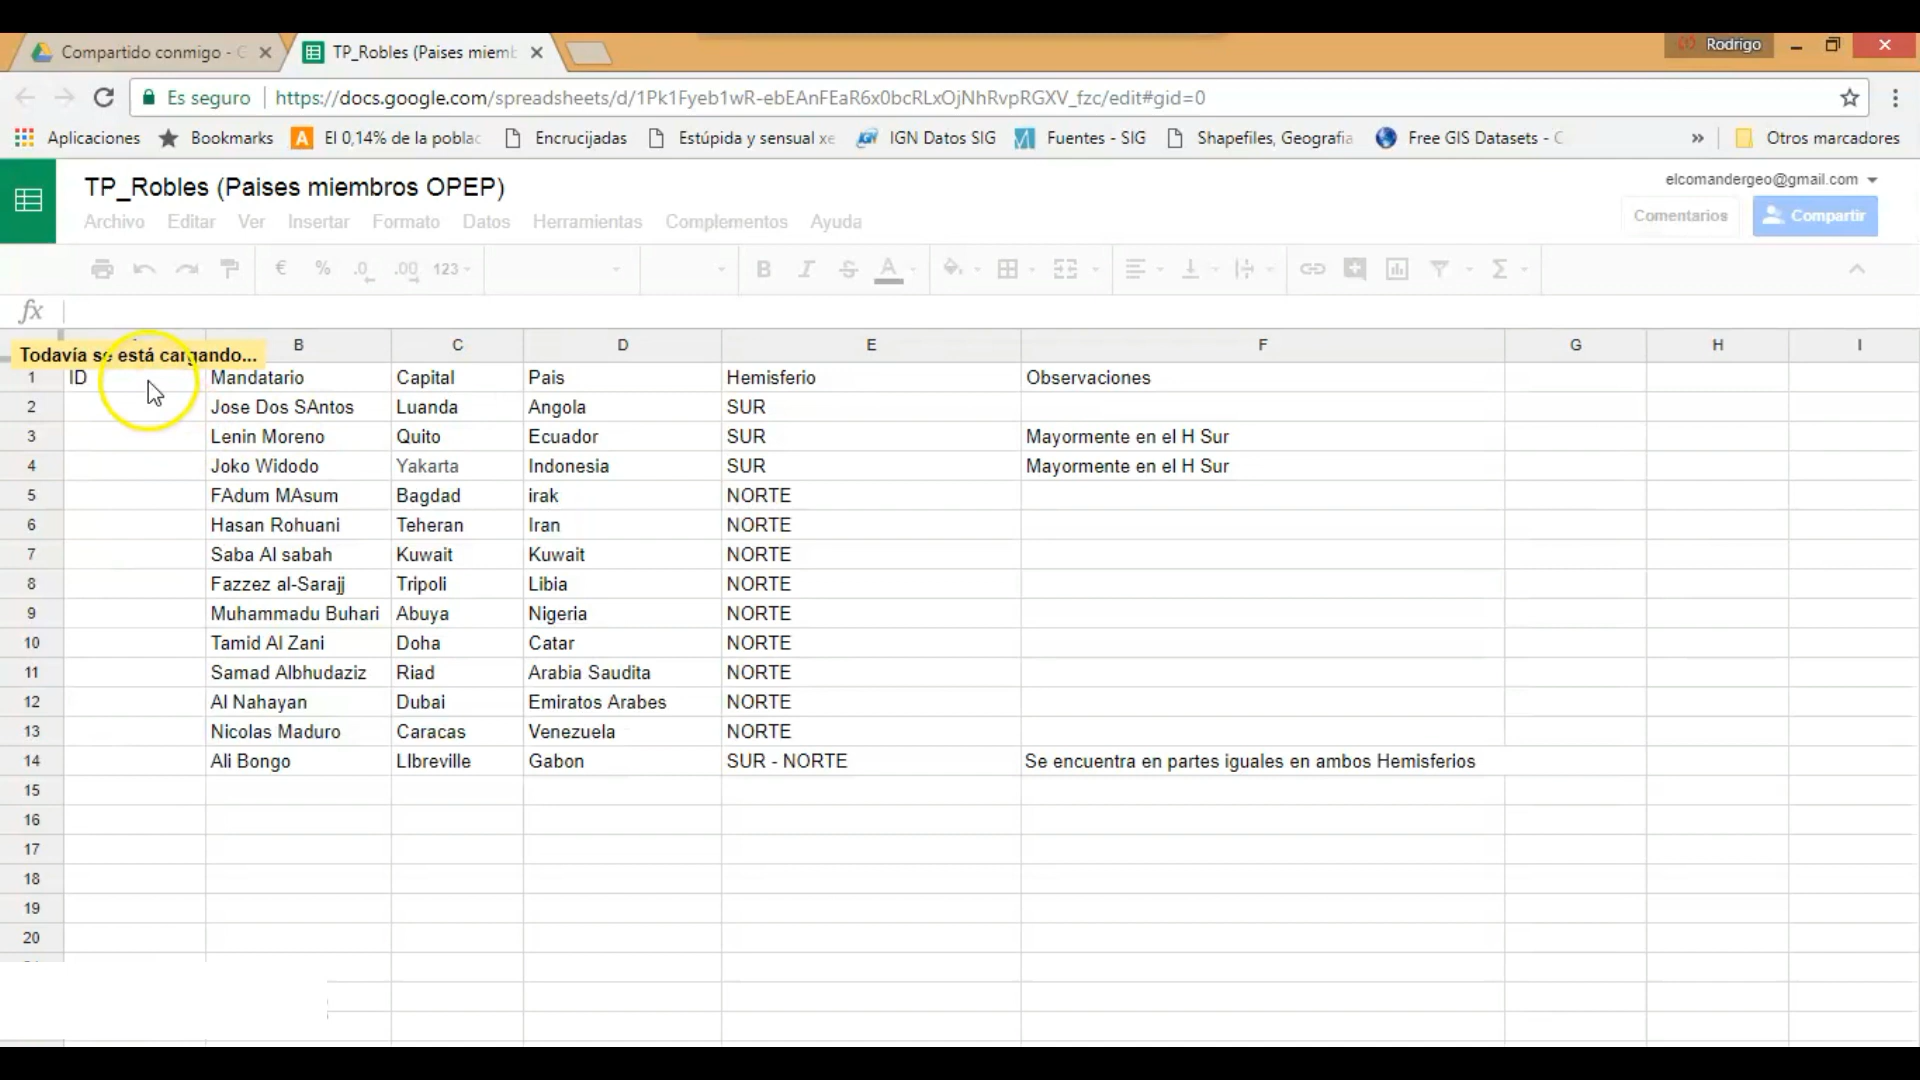 Compartido conmigo - C
TP_Robles (Paises miemb
Rodrigo
Es seguro
https://docs.google.com/spreadsheets/d/1Pk1Fyeb1wR-ebEAnFEaR6x0bcRLxOjNhRvpRGXV_fzc/edit#gid=0
Aplicaciones Bookmarks El 0,14% de la poblac Encrucijadas Estúpida y sensual xe IGN Datos SIG Fuentes - SIG Shapefiles, Geografia Free GIS Datasets - C » Otros marcadores
TP_Robles (Paises miembros OPEP)
elcomandergeo@gmail.com
Archivo Editar Ver Insertar Formato Datos Herramientas Complementos Ayuda
Comentarios
Compartir
€ % .0 .00 123 B I S A Σ
fx
Todavía se está cargando...
B C D E F G H I
1 ID Mandatario Capital Pais Hemisferio Observaciones
2 Jose Dos SAntos Luanda Angola SUR
3 Lenin Moreno Quito Ecuador SUR Mayormente en el H Sur
4 Joko Widodo Yakarta Indonesia SUR Mayormente en el H Sur
5 FAdum MAsum Bagdad irak NORTE
6 Hasan Rohuani Teheran Iran NORTE
7 Saba Al sabah Kuwait Kuwait NORTE
8 Fazzez al-Sarajj Tripoli Libia NORTE
9 Muhammadu Buhari Abuya Nigeria NORTE
10 Tamid Al Zani Doha Catar NORTE
11 Samad Albhudaziz Riad Arabia Saudita NORTE
12 Al Nahayan Dubai Emiratos Arabes NORTE
13 Nicolas Maduro Caracas Venezuela NORTE
14 Ali Bongo LIbreville Gabon SUR - NORTE Se encuentra en partes iguales en ambos Hemisferios
15
16
17
18
19
20